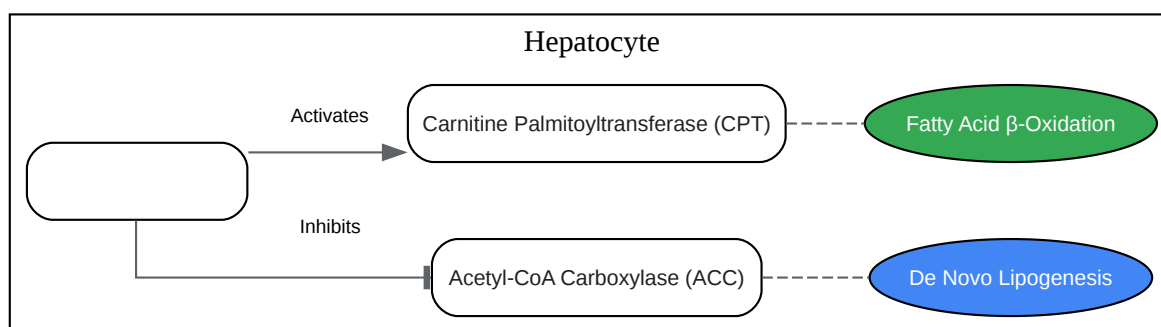 Hepatocyte
Activates
Carnitine Palmitoyltransferase (CPT)
Fatty Acid β-Oxidation
Inhibits
Acetyl-CoA Carboxylase (ACC)
De Novo Lipogenesis